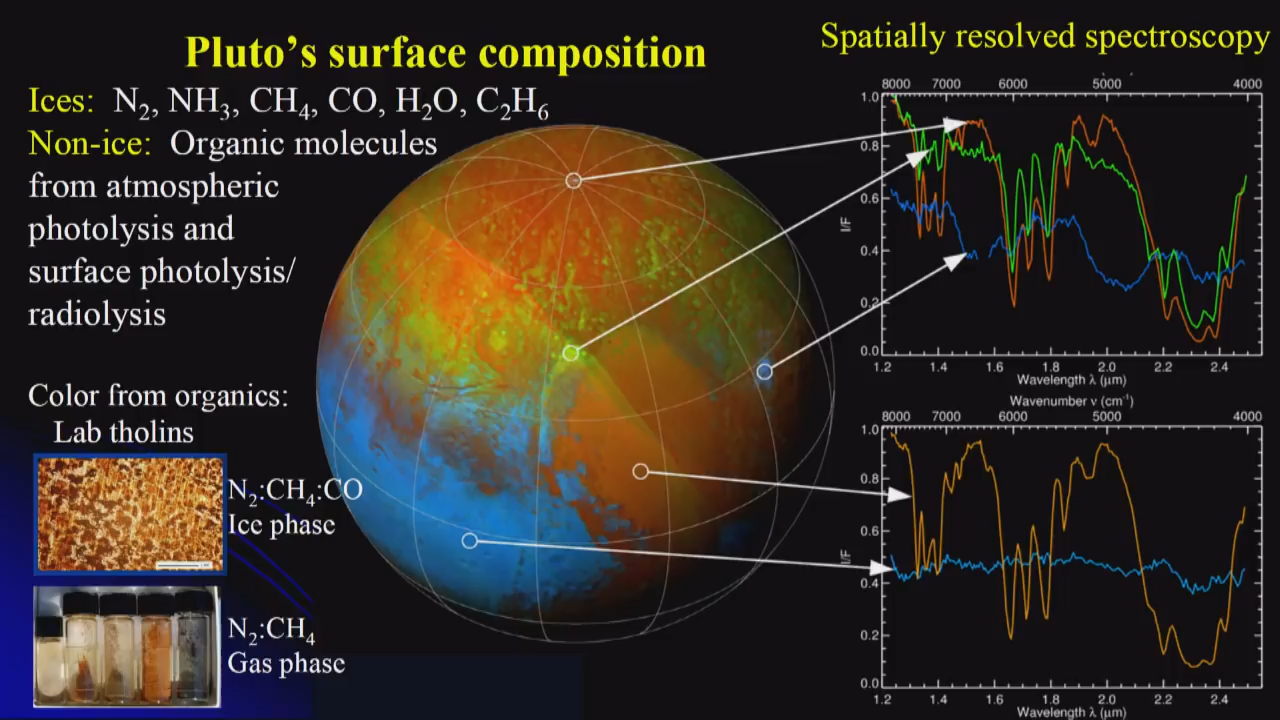 Pluto's surface composition
Ices: N₂, NH₃, CH₄, CO, H₂O, C₂H₆
Non-ice: Organic molecules
from atmospheric
photolysis and
surface photolysis/
radiolysis
Color from organics:
Lab tholins
N₂:CH₄:CO
Ice phase
N₂:CH₄
Gas phase
Spatially resolved spectroscopy
8000 7000 6000 5000 4000
1.0
0.8
0.6
0.4
0.2
0.0
I/F
1.2 1.4 1.6 1.8 2.0 2.2 2.4
Wavelength λ (μm)
Wavenumber ν (cm⁻¹)
8000 7000 6000 5000 4000
1.0
0.8
0.6
0.4
0.2
0.0
I/F
1.2 1.4 1.6 1.8 2.0 2.2 2.4
Wavelength λ (μm)